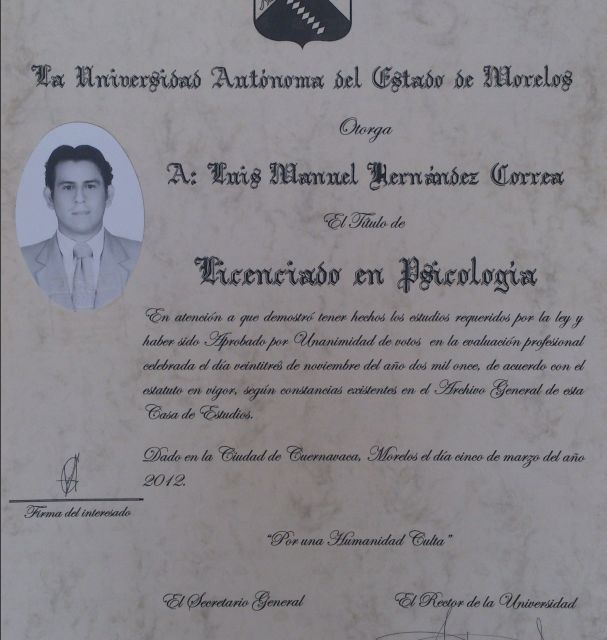 La Universidad Autónoma del Estado de Morelos
Otorga
A: Luis Manuel Hernández Correa
El Título de
Licenciado en Psicología
En atención a que demostró tener hechos los estudios requeridos por la ley y
haber sido Aprobado por Unanimidad de votos en la evaluación profesional
celebrada el día veintitrés de noviembre del año dos mil once, de acuerdo con el
estatuto en vigor, según constancias existentes en el Archivo General de esta
Casa de Estudios.
Dado en la Ciudad de Cuernavaca, Morelos el día cinco de marzo del año
2012.
Firma del interesado
"Por una Humanidad Culta"
El Secretario General
El Rector de la Universidad